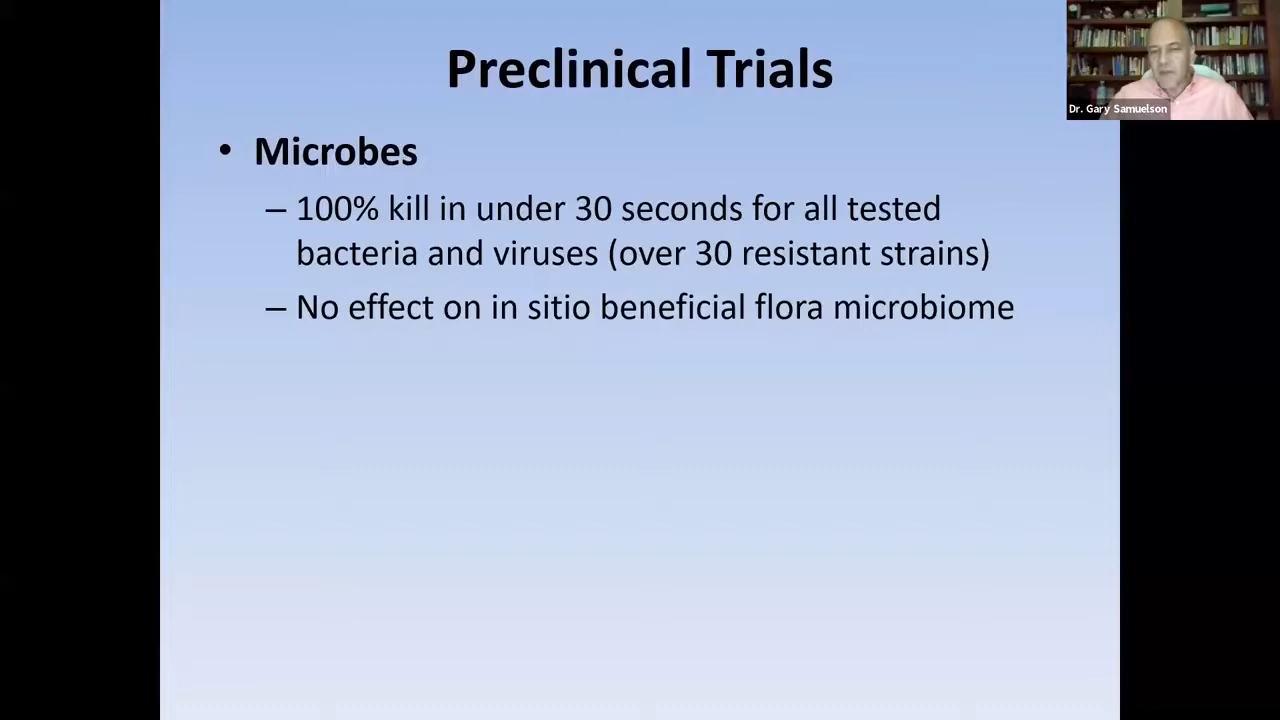 Preclinical Trials
Dr. Gary Samuelson
• Microbes
– 100% kill in under 30 seconds for all tested
bacteria and viruses (over 30 resistant strains)
– No effect on in sitio beneficial flora microbiome